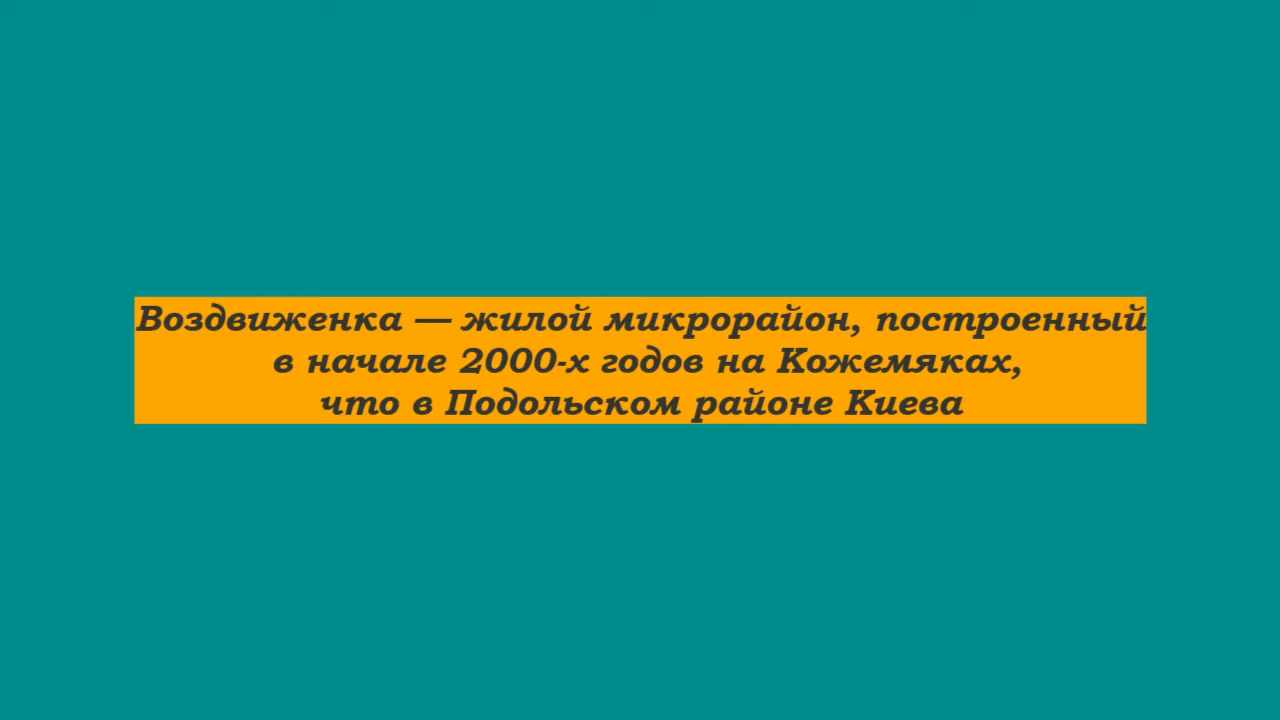 Воздвиженка — жилой микрорайон, построенный
в начале 2000-х годов на Кожемяках,
что в Подольском районе Киева